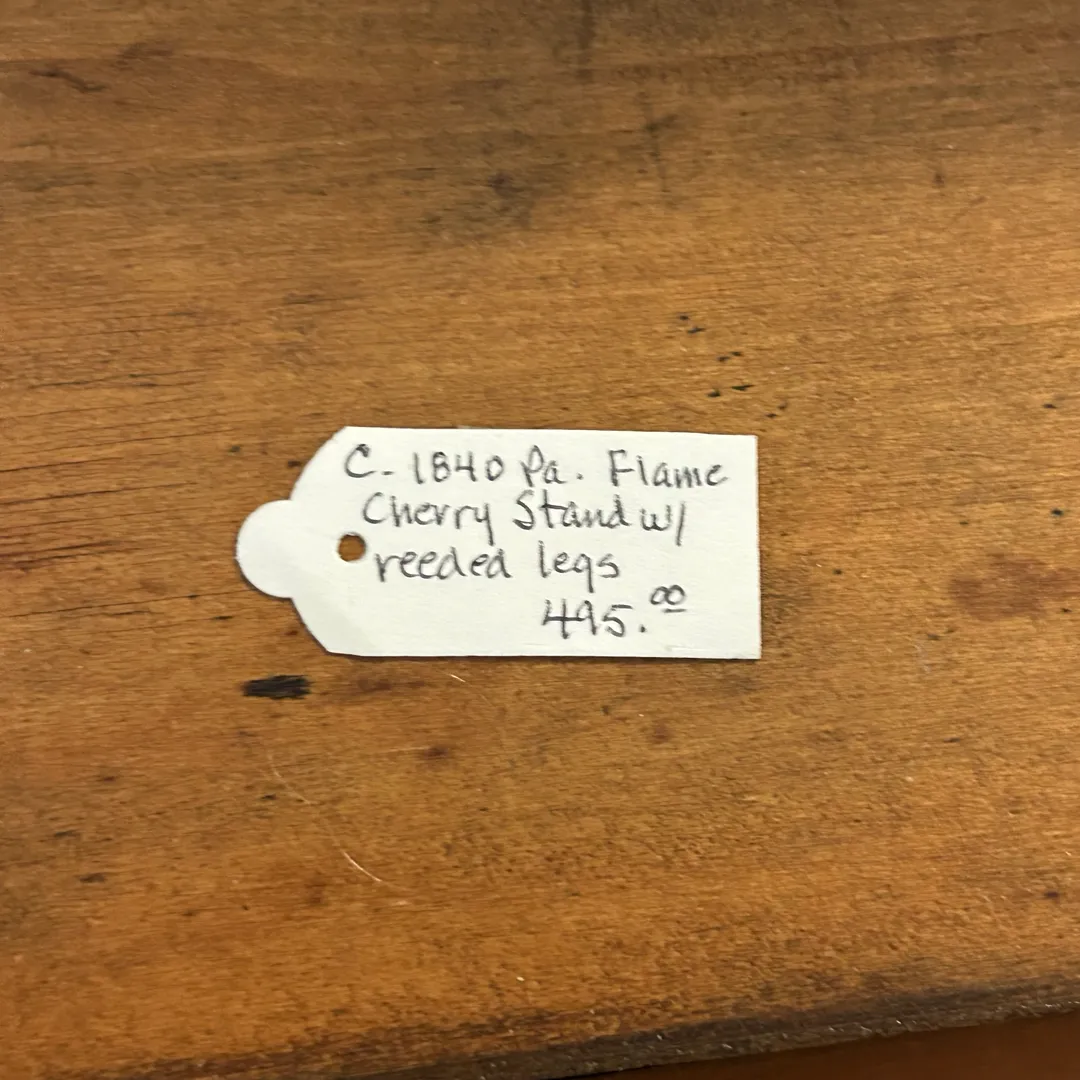 C- 1840 Pa. Flame
Cherry Stand w/
reeded legs
495.00